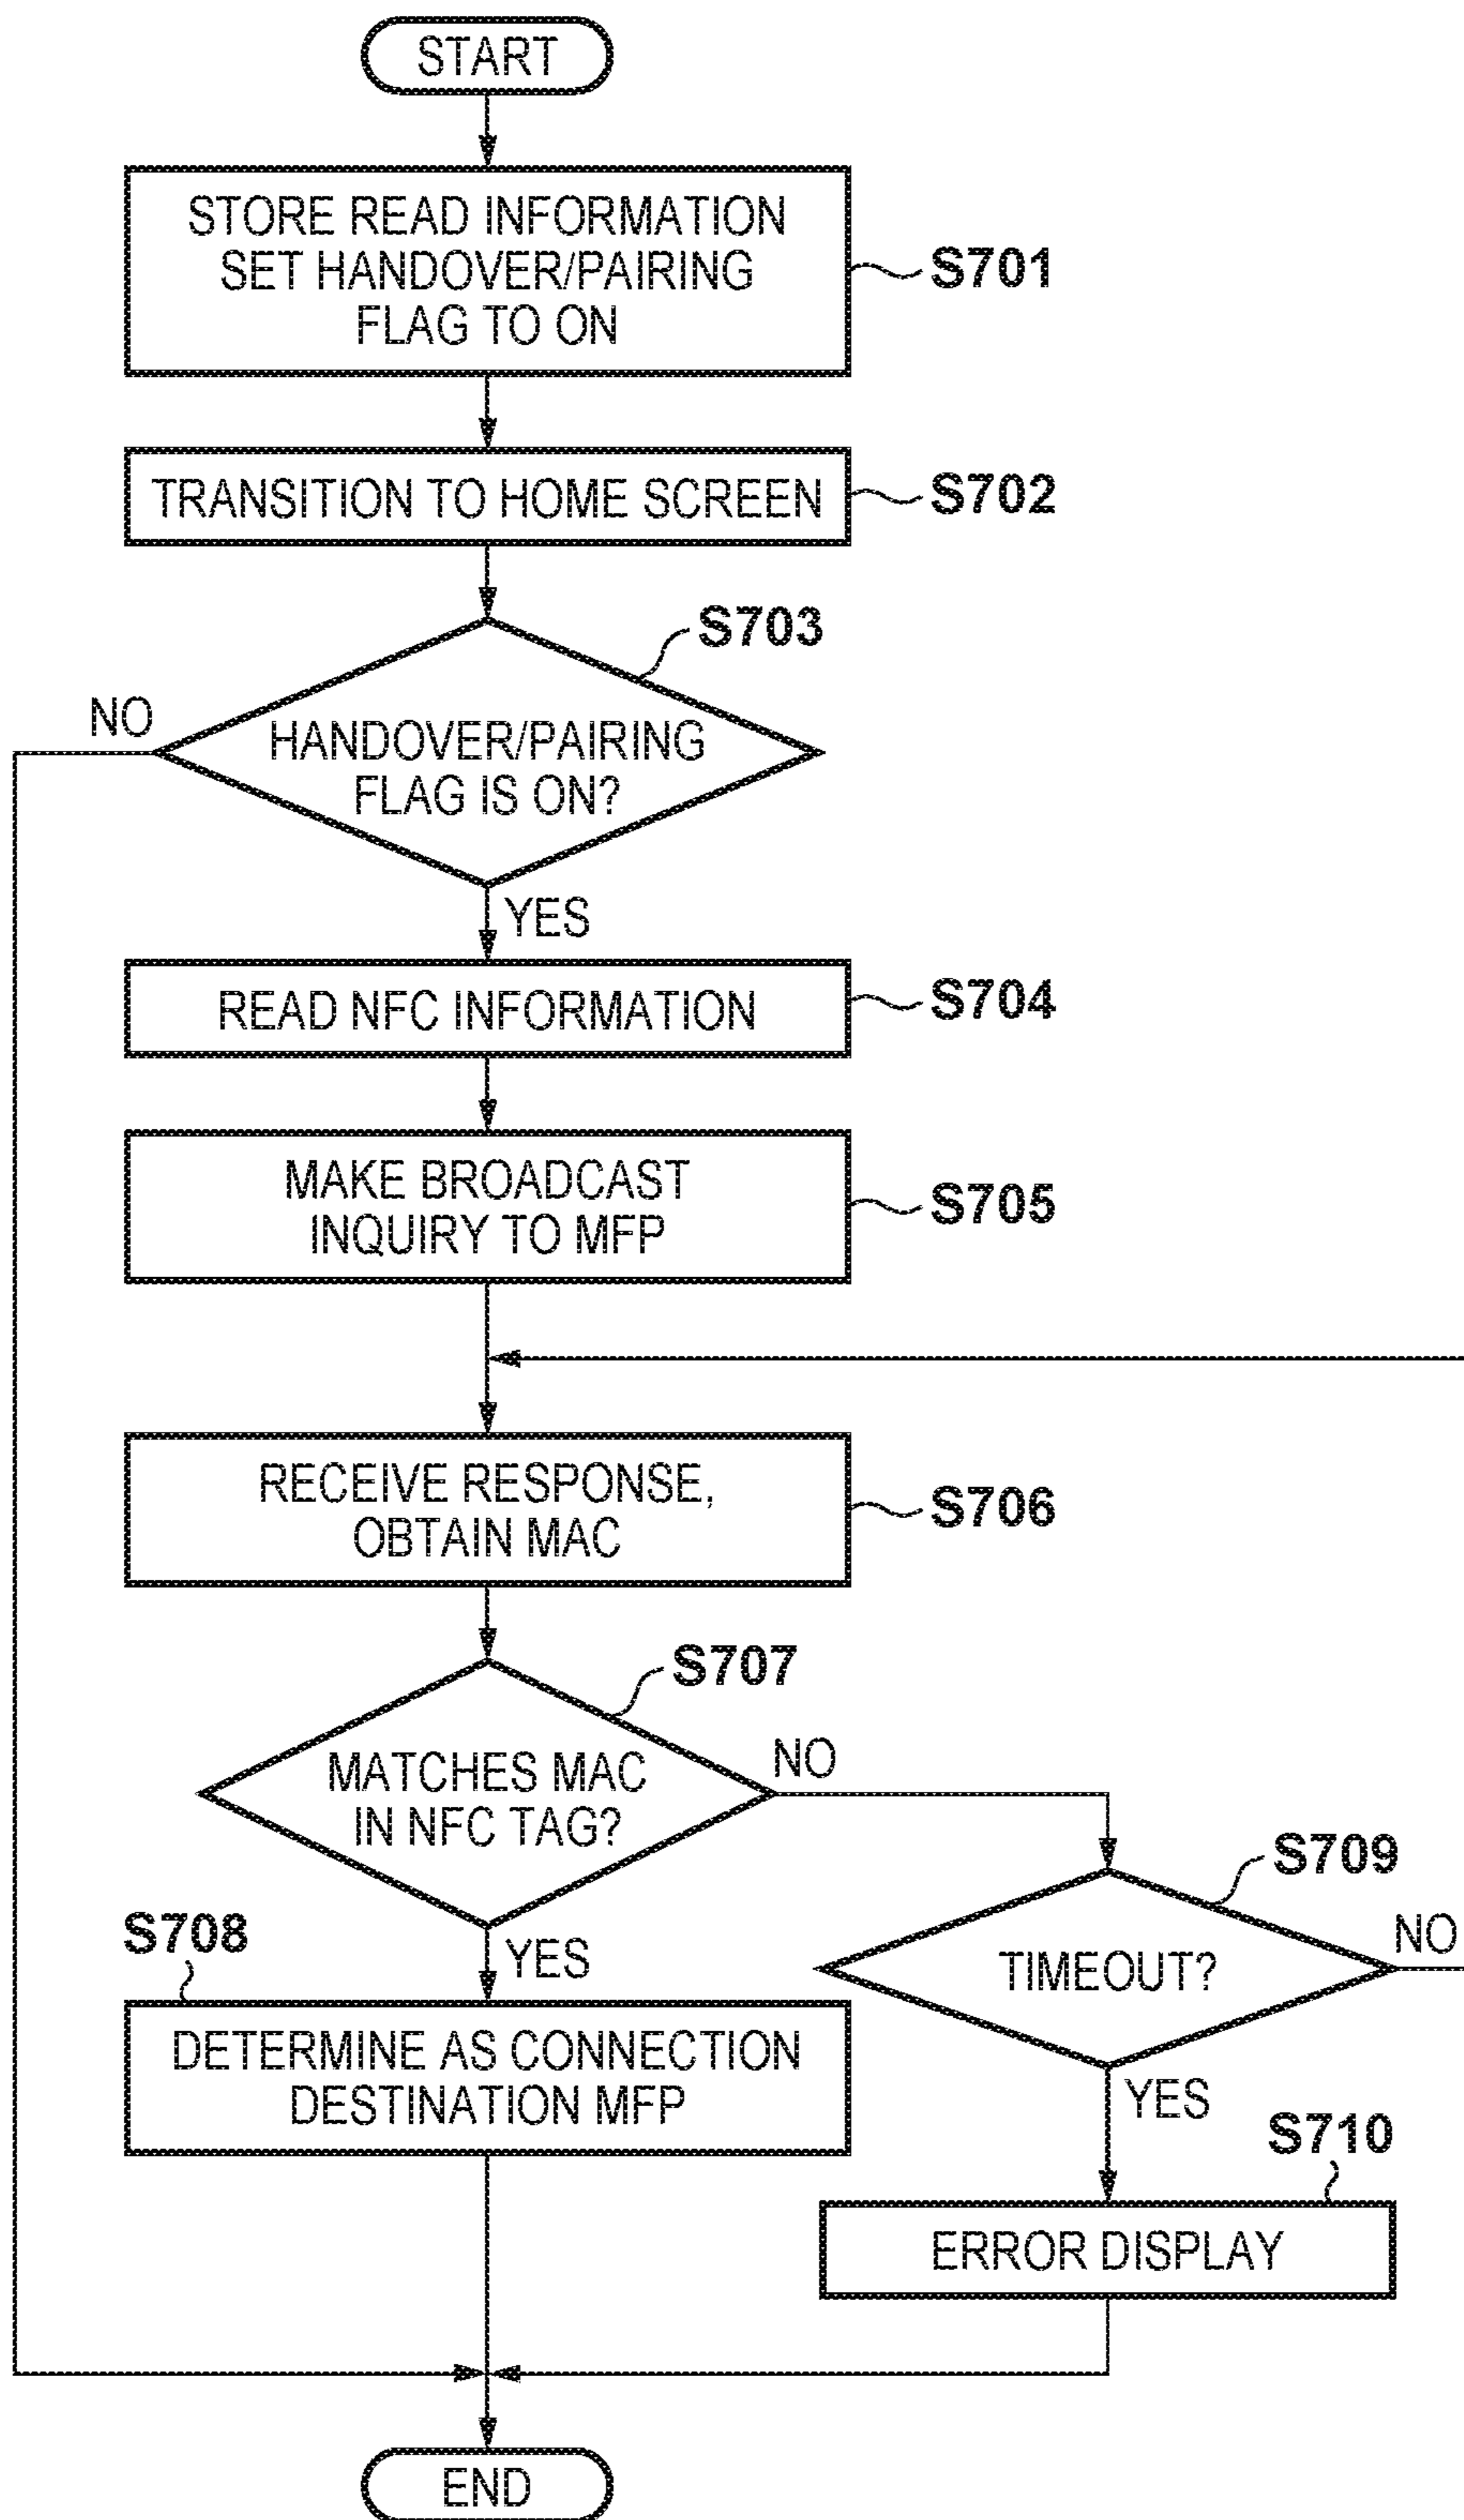 START
STORE READ INFORMATION
SET HANDOVER/PAIRING
FLAG TO ON
S701
TRANSITION TO HOME SCREEN
S702
S703
NO
HANDOVER/PAIRING
FLAG IS ON?
YES
READ NFC INFORMATION
S704
MAKE BROADCAST
INQUIRY TO MFP
S705
RECEIVE RESPONSE,
OBTAIN MAC
S706
S707
MATCHES MAC
IN NFC TAG?
NO
S709
S708
YES
TIMEOUT?
NO
DETERMINE AS CONNECTION
DESTINATION MFP
YES
S710
ERROR DISPLAY
END